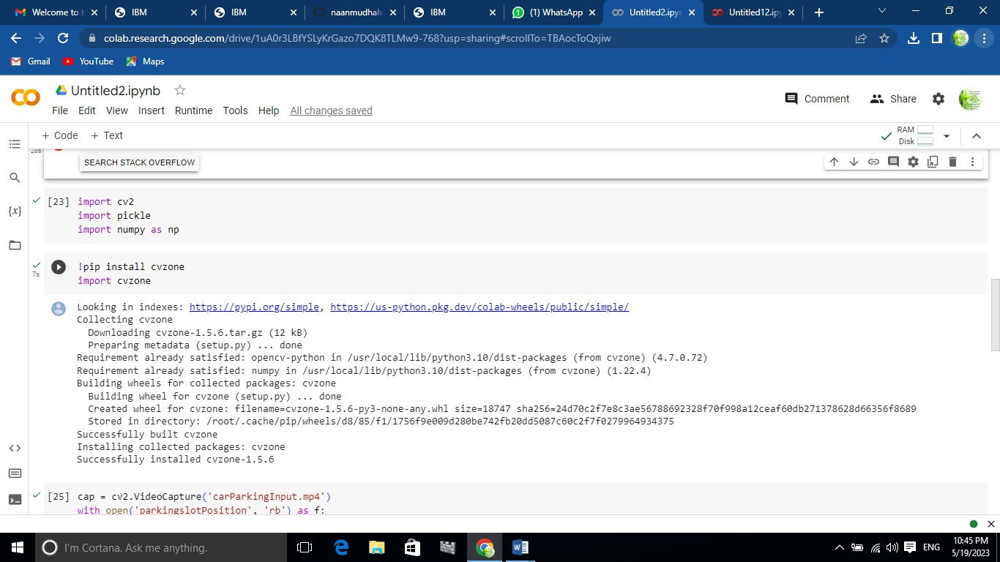 Welcome to t
IBM
IBM
naanmudhalv
IBM
(1) WhatsApp
Untitled2.ipyn
Untitled12.ipy
colab.research.google.com/drive/1uA0r3LBfYSLyKrGazo7DQK8TLMw9-768?usp=sharing#scrollTo=TBAocToQxjiw
Gmail
YouTube
Maps
CO
Untitled2.ipynb
Comment
Share
File Edit View Insert Runtime Tools Help All changes saved
+ Code + Text
RAM
Disk
28s
SEARCH STACK OVERFLOW
[23] import cv2
import pickle
import numpy as np
{x}
!pip install cvzone
7s
import cvzone
Looking in indexes: https://pypi.org/simple, https://us-python.pkg.dev/colab-wheels/public/simple/
Collecting cvzone
Downloading cvzone-1.5.6.tar.gz (12 kB)
Preparing metadata (setup.py) ... done
Requirement already satisfied: opencv-python in /usr/local/lib/python3.10/dist-packages (from cvzone) (4.7.0.72)
Requirement already satisfied: numpy in /usr/local/lib/python3.10/dist-packages (from cvzone) (1.22.4)
Building wheels for collected packages: cvzone
Building wheel for cvzone (setup.py) ... done
Created wheel for cvzone: filename=cvzone-1.5.6-py3-none-any.whl size=18747 sha256=24d70c2f7e8c3ae56788692328f70f998a12ceaf60db271378628d66356f8689
Stored in directory: /root/.cache/pip/wheels/d8/85/f1/1756f9e009d280be742fb20dd5087c60c2f7f0279964934375
Successfully built cvzone
Installing collected packages: cvzone
Successfully installed cvzone-1.5.6
[25] cap = cv2.VideoCapture('carParkingInput.mp4')
with open('parkingslotPosition', 'rb') as f:
I'm Cortana. Ask me anything.
ENG
10:45 PM
5/19/2023